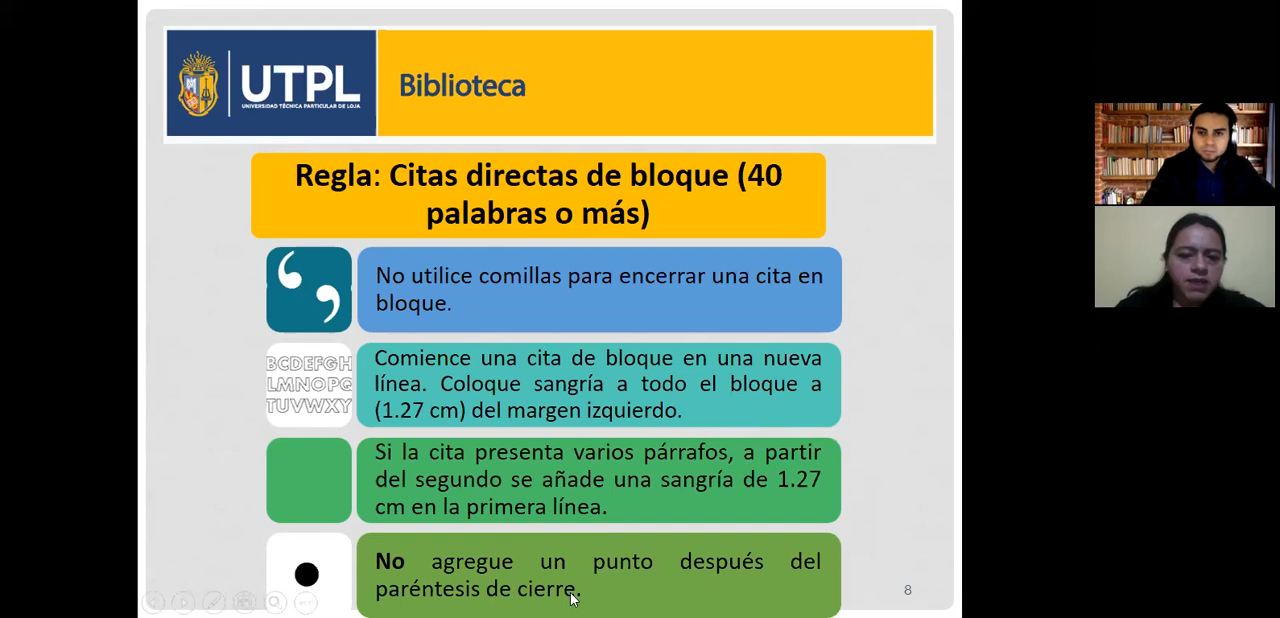 UTPL
UNIVERSIDAD TÉCNICA PARTICULAR DE LOJA
Biblioteca
Regla: Citas directas de bloque (40
palabras o más)
No utilice comillas para encerrar una cita en
bloque.
BCDEFGH
LMNOPQ
TUVWXY
Comience una cita de bloque en una nueva
línea. Coloque sangría a todo el bloque a
(1.27 cm) del margen izquierdo.
Si la cita presenta varios párrafos, a partir
del segundo se añade una sangría de 1.27
cm en la primera línea.
No agregue un punto después del
paréntesis de cierre.
8